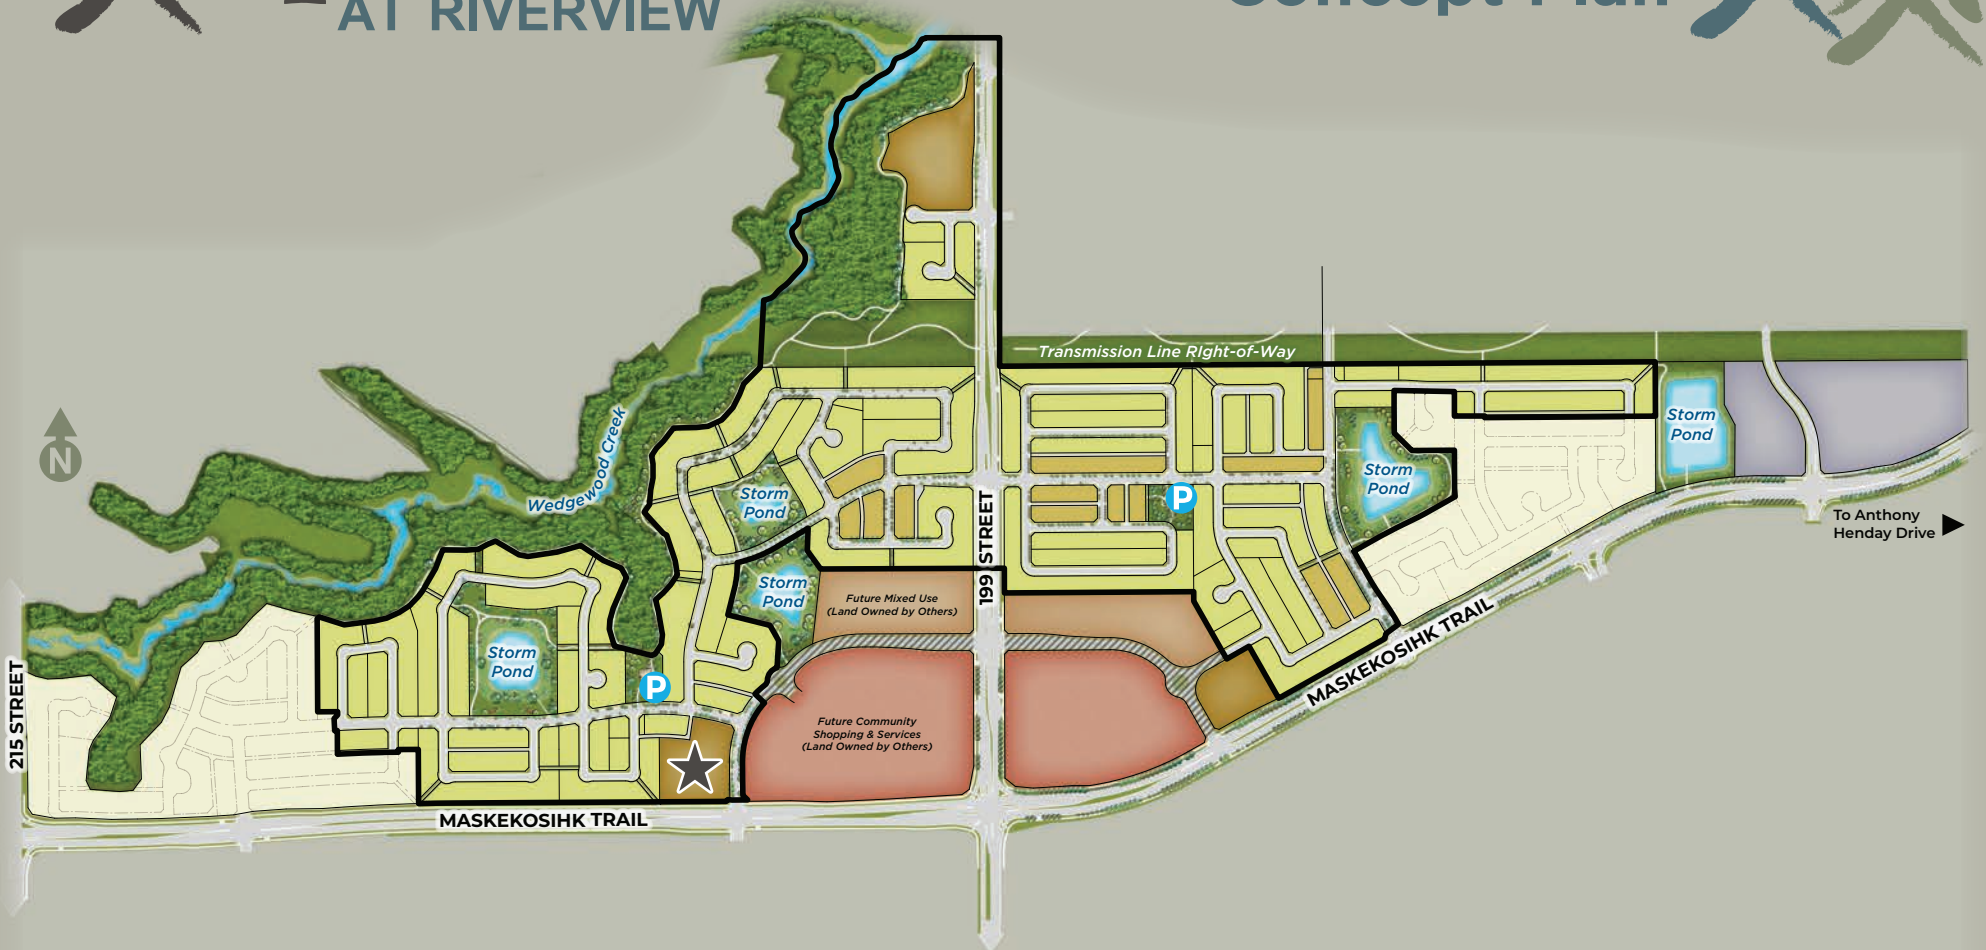 AT RIVERVIEW
Concept Plan
Transmission Line RIght-of-Way
Storm
Pond
Storm
Pond
Wedgewood Creek
N
Storm
Pond
P
199 STREET
To Anthony
Henday Drive
Storm
Pond
Future Mixed Use
(Land Owned by Others)
MASKEKOSIHK TRAIL
Storm
Pond
P
215 STREET
Future Community
Shopping & Services
(Land Owned by Others)
MASKEKOSIHK TRAIL